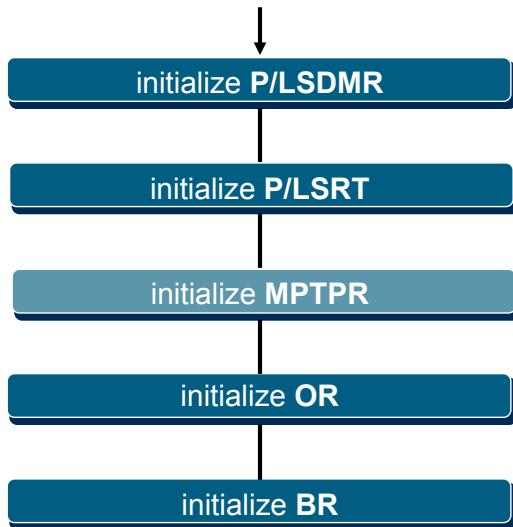 initialize P/LSDMR
initialize P/LSRT
initialize MPTPR
initialize OR
initialize BR